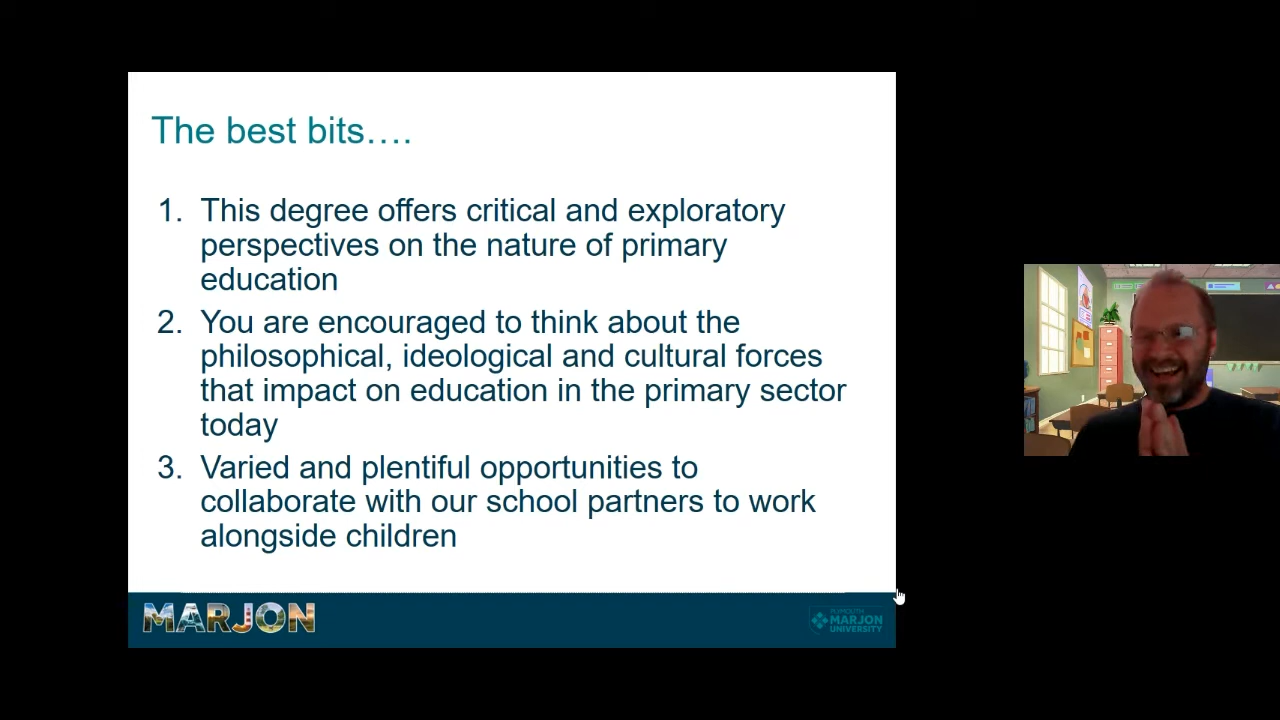 The best bits….
1. This degree offers critical and exploratory
perspectives on the nature of primary
education
2. You are encouraged to think about the
philosophical, ideological and cultural forces
that impact on education in the primary sector
today
3. Varied and plentiful opportunities to
collaborate with our school partners to work
alongside children
MARJON
PLYMOUTH
MARJON
UNIVERSITY